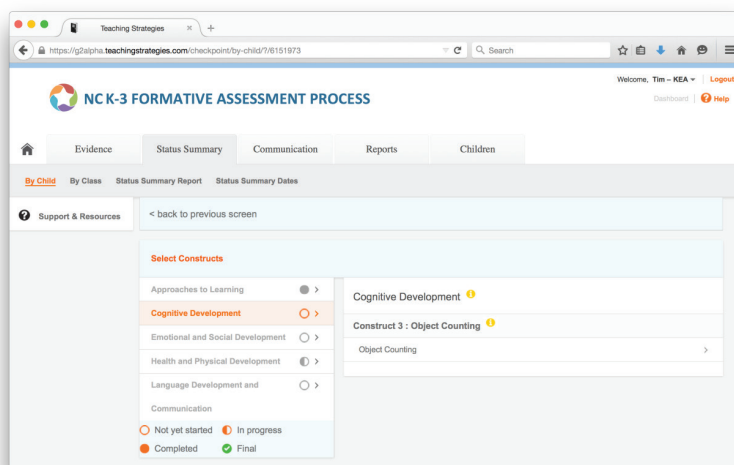 Teaching Strategies
https://g2alpha.teachingstrategies.com/checkpoint/by-child/?/6151973
Search
Welcome, Tim – KEA
Logout
NC K-3 FORMATIVE ASSESSMENT PROCESS
Dashboard
Help
Evidence
Status Summary
Communication
Reports
Children
By Child
By Class
Status Summary Report
Status Summary Dates
Support & Resources
< back to previous screen
Select Constructs
Approaches to Learning
Cognitive Development
Emotional and Social Development
Health and Physical Development
Language Development and
Communication
Not yet started
In progress
Completed
Final
Cognitive Development
Construct 3 : Object Counting
Object Counting